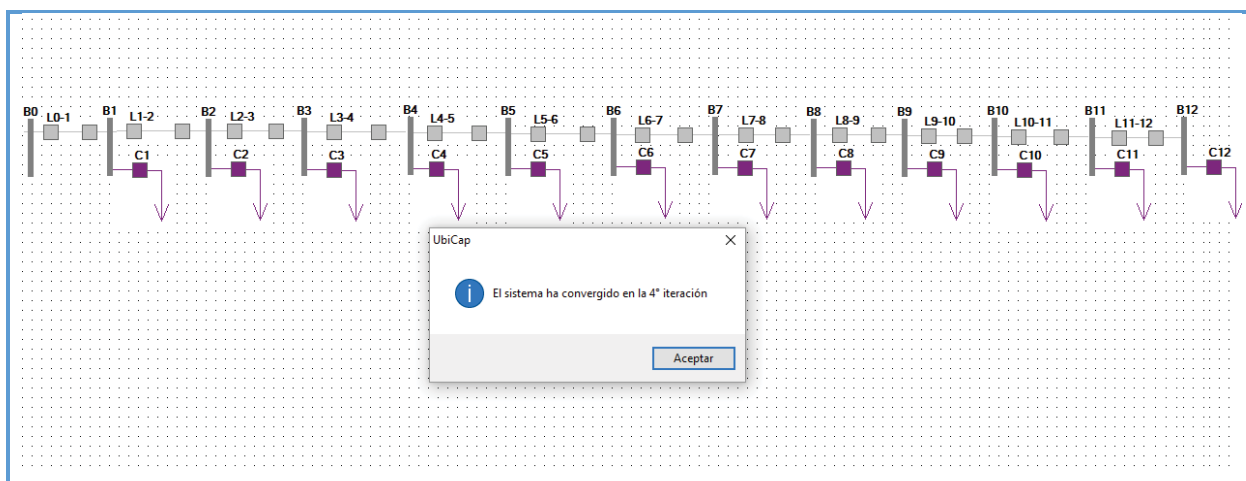 B0 L0-1 B1 L1-2 B2 L2-3 B3 L3-4 B4 L4-5 B5 L5-6 B6 L6-7 B7 L7-8 B8 L8-9 B9 L9-10 B10 L10-11 B11 L11-12 B12
C1 C2 C3 C4 C5 C6 C7 C8 C9 C10 C11 C12
UbiCap
El sistema ha convergido en la 4° iteración
Aceptar